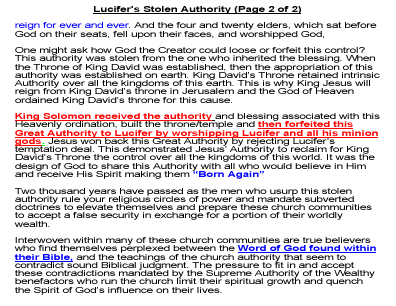 Lucifer's Stolen Authority (Page 2 of 2)
reign for ever and ever. And the four and twenty elders, which sat before
God on their seats, fell upon their faces, and worshipped God,
One might ask how God the Creator could loose or forfeit this control?
This authority was stolen from the one who inherited the blessing. When
the Throne of King David was established, then the appropriation of this
authority was established on earth. King David's Throne retained intrinsic
Authority over all the kingdoms of this earth. This is why King Jesus will
reign from King David's throne in Jerusalem and the God of Heaven
ordained King David's throne for this cause.
King Solomon received the authority and blessing associated with this
Heavenly ordination, built the throne/temple and then forfeited this
Great Authority to Lucifer by worshipping Lucifer and all his minion
gods. Jesus won back this Great Authority by rejecting Lucifer's
temptation deal. This demonstrated Jesus' Authority to reclaim for King
David's Throne the control over all the kingdoms of this world. It was the
design of God to share this Authority with all who would believe in Him
and receive His Spirit making them "Born Again"
Two thousand years have passed as the men who usurp this stolen
authority rule your religious circles of power and mandate subverted
doctrines to elevate themselves and prepare these church communities
to accept a false security in exchange for a portion of their worldly
wealth.
Interwoven within many of these church communities are true believers
who find themselves perplexed between the Word of God found within
their Bible, and the teachings of the church authority that seem to
contradict sound Biblical judgment. The pressure to fit in and accept
these contradictions mandated by the Supreme Authority of the Wealthy
benefactors who run the church limit their spiritual growth and quench
the Spirit of God's influence on their lives.